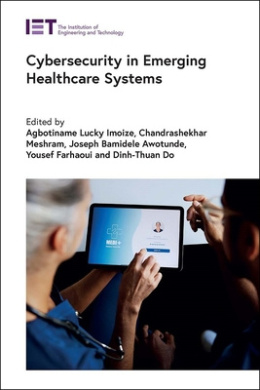 IET
The Institution of
Engineering and Technology
Cybersecurity in Emerging
Healthcare Systems
Edited by
Agbotiname Lucky Imoize, Chandrashekhar
Meshram, Joseph Bamidele Awotunde,
Yousef Farhaoui and Dinh-Thuan Do
MEDI+